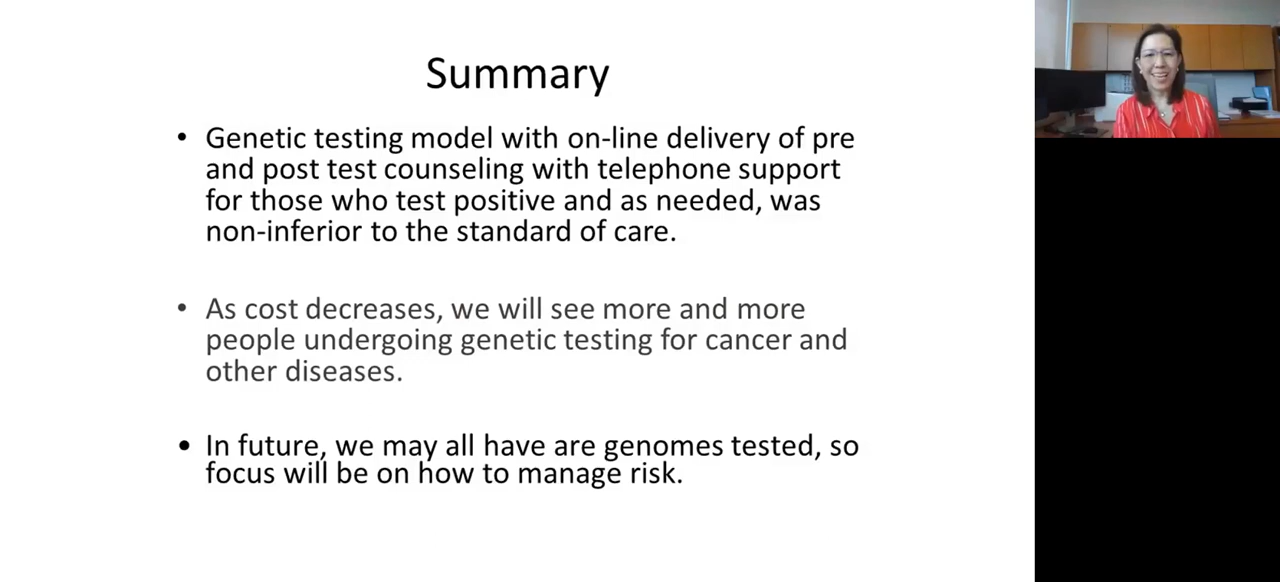 Summary
• Genetic testing model with on-line delivery of pre
and post test counseling with telephone support
for those who test positive and as needed, was
non-inferior to the standard of care.
• As cost decreases, we will see more and more
people undergoing genetic testing for cancer and
other diseases.
• In future, we may all have are genomes tested, so
focus will be on how to manage risk.